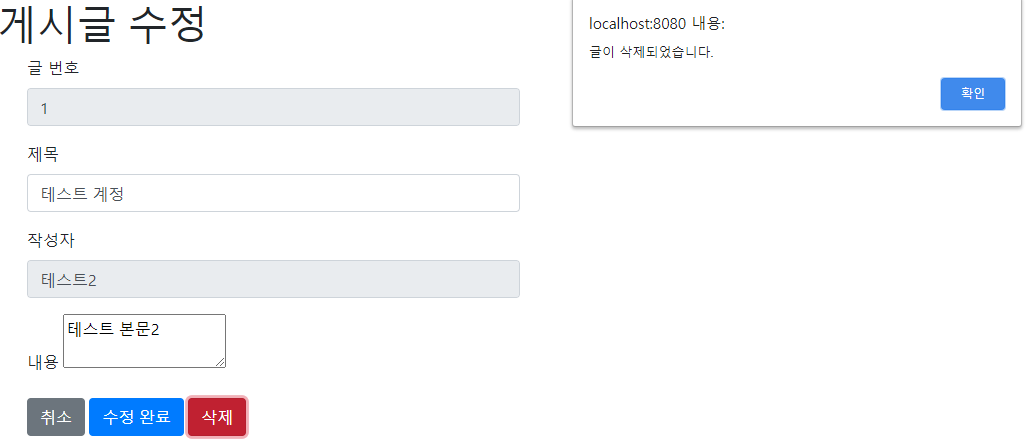 게시글 수정
글 번호
1
제목
테스트 계정
작성자
테스트2
내용 테스트 본문2
취소 수정 완료 삭제
localhost:8080 내용:
글이 삭제되었습니다.
확인